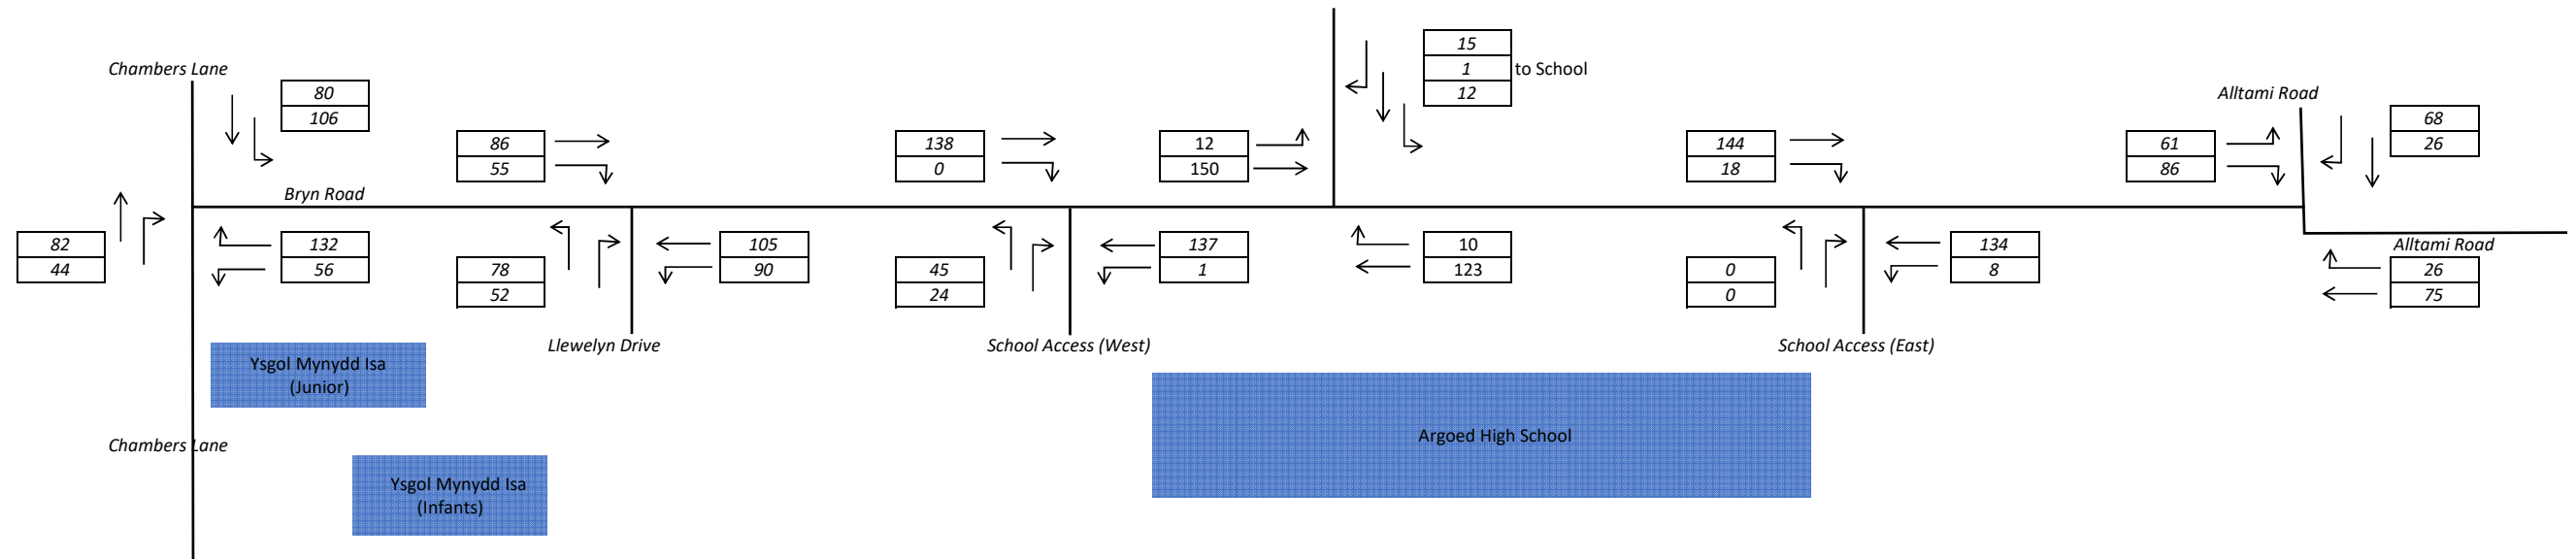 15
1 to School
12
Chambers Lane
80
106
Alltami Road
68
26
86
55
138
0
12
150
144
18
61
86
Bryn Road
82
44
132
56
78
52
105
90
45
24
137
1
10
123
0
0
134
8
Alltami Road
26
75
Llewelyn Drive
School Access (West)
School Access (East)
Ysgol Mynydd Isa
(Junior)
Argoed High School
Chambers Lane
Ysgol Mynydd Isa
(Infants)